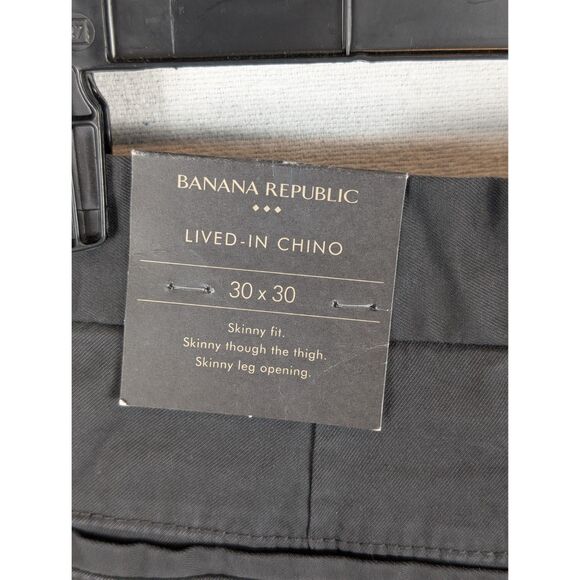 BANANA REPUBLIC
LIVED-IN CHINO
30 x 30
Skinny fit.
Skinny though the thigh.
Skinny leg opening.